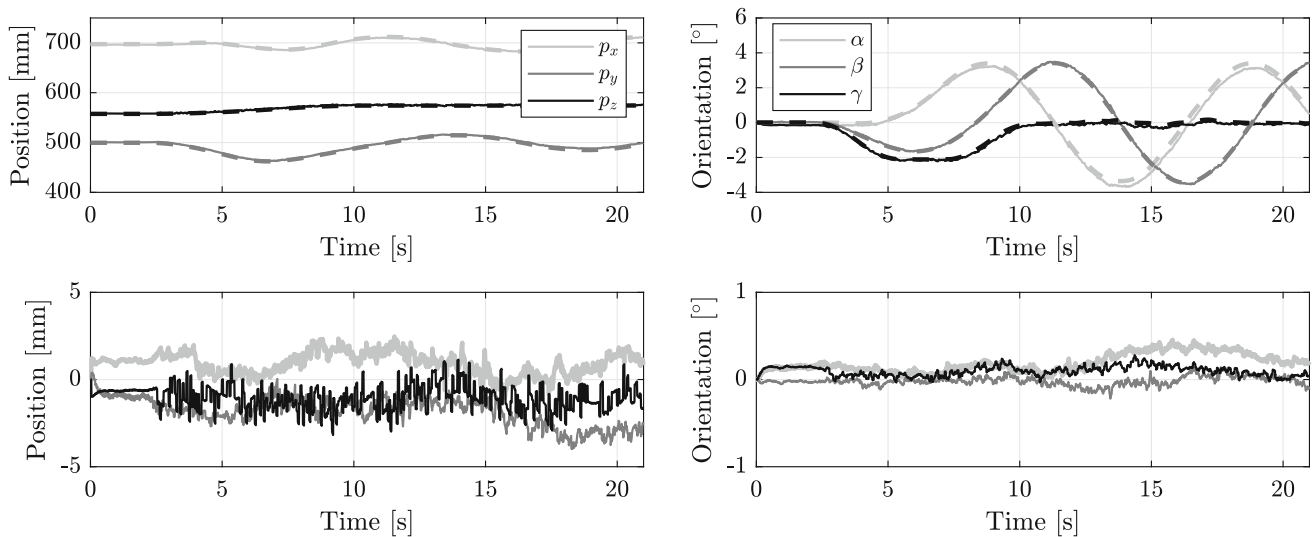 Position [mm]
700
600
500
400
p_x
p_y
p_z
0 5 10 15 20
Time [s]
Orientation [°]
6
4
2
0
-2
-4
α
β
γ
0 5 10 15 20
Time [s]
Position [mm]
5
0
-5
0 5 10 15 20
Time [s]
Orientation [°]
1
0
-1
0 5 10 15 20
Time [s]